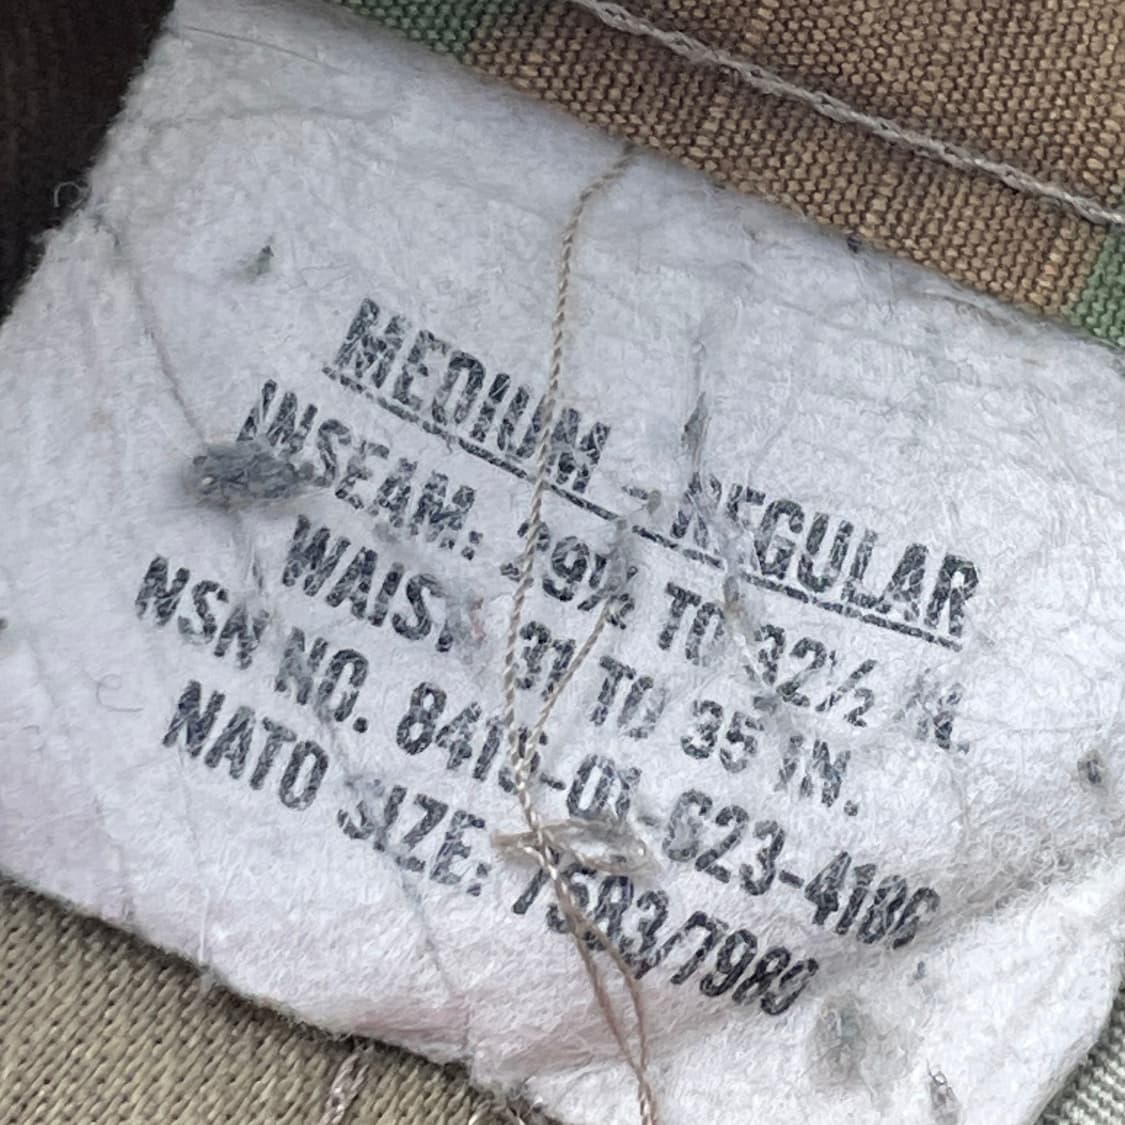 MEDIUM - REGULAR
INSEAM: 29½ TO 32½ IN.
WAIST 31 TO 35 IN.
NSN NO. 8415-01-623-4186
NATO SIZE: 7583/7989